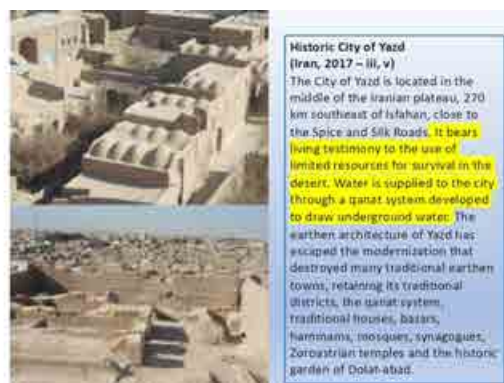 Historic City of Yazd
(Iran, 2017 – iii, v)
The City of Yazd is located in the
middle of the Iranian plateau, 270
km southeast of Isfahan, close to
the Spice and Silk Roads. It bears
living testimony to the use of
limited resources for survival in the
desert. Water is supplied to the city
through a qanat system developed
to draw underground water. The
earthen architecture of Yazd has
escaped the modernization that
destroyed many traditional earthen
towns, retaining its traditional
districts, the qanat system,
traditional houses, bazars,
hammams, mosques, synagogues,
Zoroastrian temples and the historic
garden of Dolat-abad.